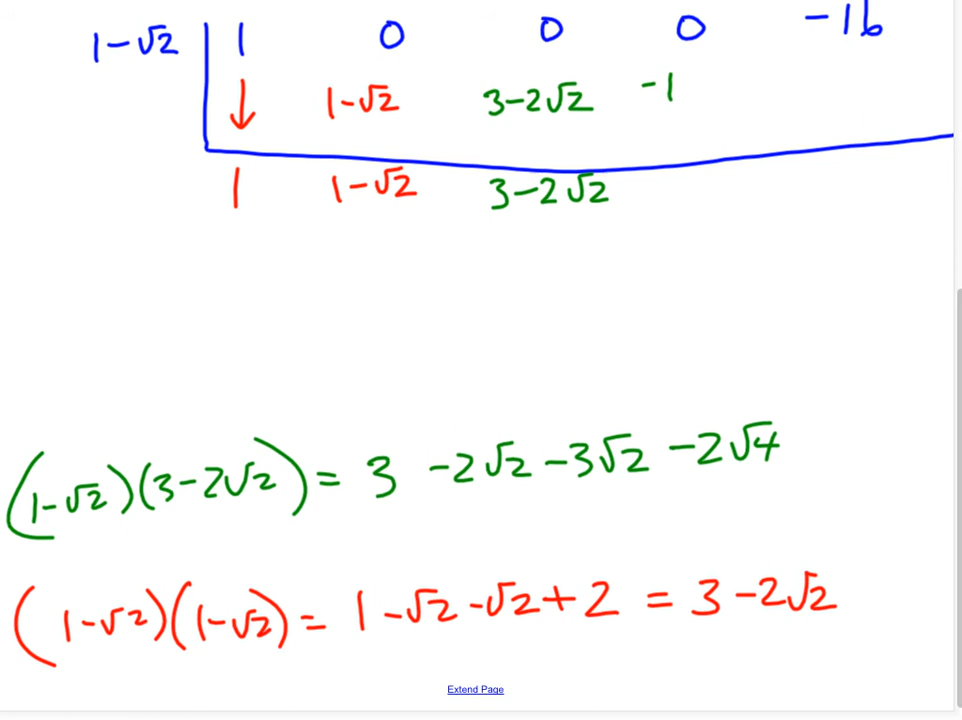 1-√2 | 1 0 0 0 -16
↓ 1-√2 3-2√2 -1
1 1-√2 3-2√2
(1-√2)(3-2√2) = 3 -2√2 -3√2 -2√4
(1-√2)(1-√2) = 1-√2-√2+2 = 3-2√2
Extend Page